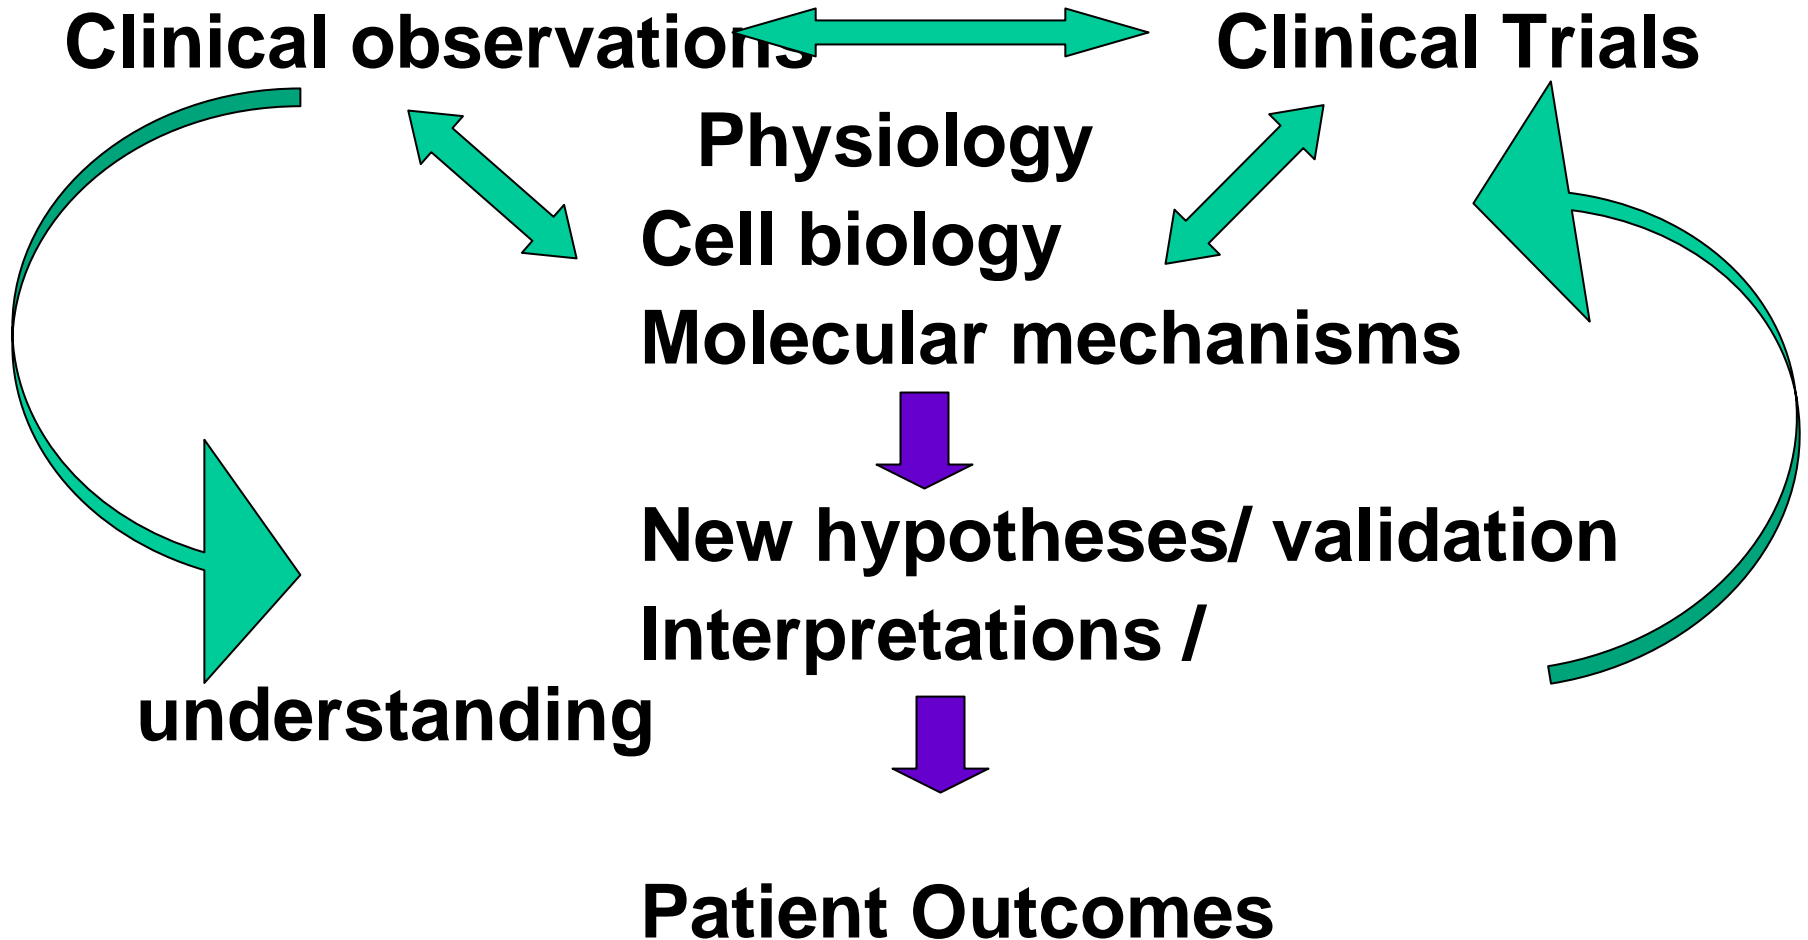 Clinical observations Clinical Trials
Physiology
Cell biology
Molecular mechanisms
New hypotheses/ validation
Interpretations /
understanding
Patient Outcomes